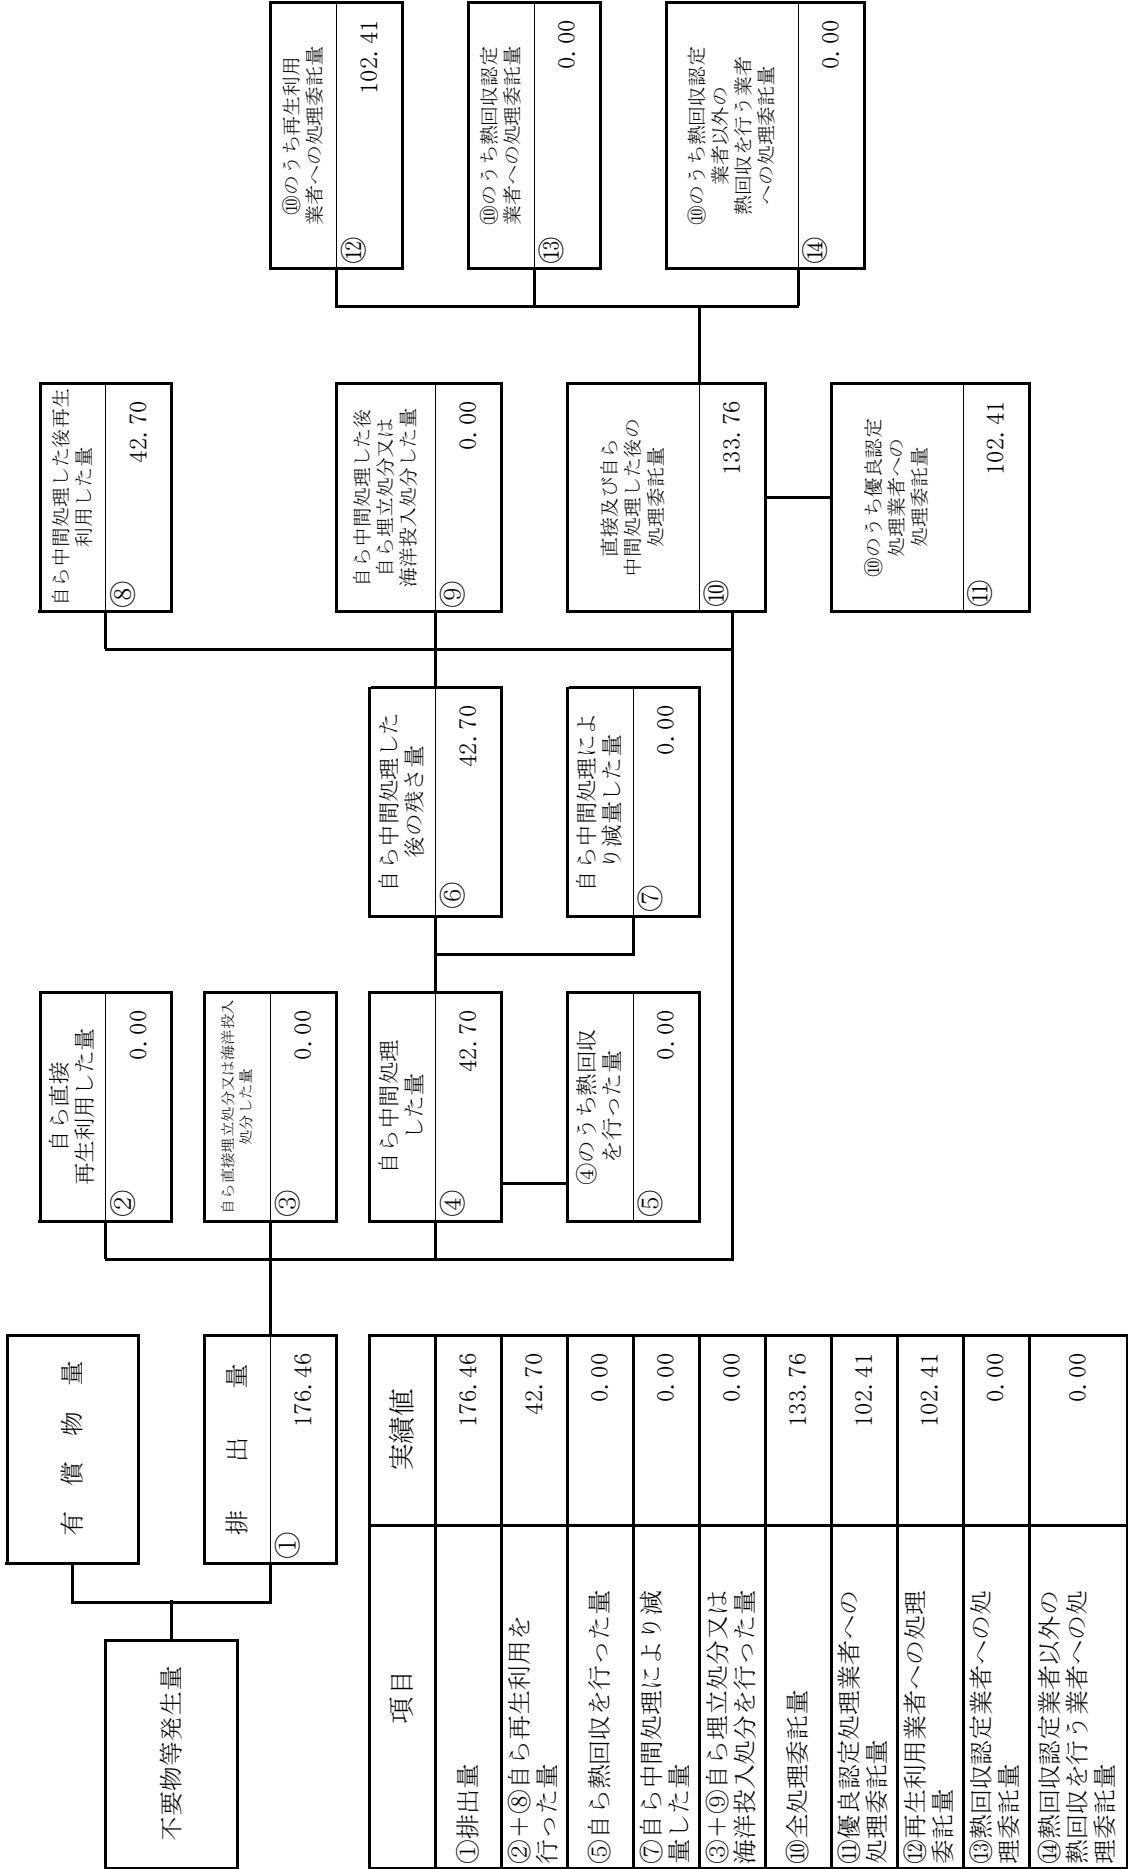 不要物等発生量
有償物量
排出量
①
176.46
自ら直接
再生利用した量
②
0.00
自ら直接埋立処分又は海洋投入
処分した量
③
0.00
自ら中間処理
した量
④
42.70
④のうち熱回収
を行った量
⑤
0.00
自ら中間処理した
後の残さ量
⑥
42.70
自ら中間処理によ
り減量した量
⑦
0.00
自ら中間処理した後再生
利用した量
⑧
42.70
自ら中間処理した後
自ら埋立処分又は
海洋投入処分した量
⑨
0.00
直接及び自ら
中間処理した後の
処理委託量
⑩
133.76
⑩のうち優良認定
処理業者への
処理委託量
⑪
102.41
⑩のうち再生利用
業者への処理委託量
⑫
102.41
⑩のうち熱回収認定
業者への処理委託量
⑬
0.00
⑩のうち熱回収認定
業者以外の
熱回収を行う業者
への処理委託量
⑭
0.00
項目 実績値
①排出量 176.46
②+⑧自ら再生利用を
行った量 42.70
⑤自ら熱回収を行った量 0.00
⑦自ら中間処理により減
量した量 0.00
③+⑨自ら埋立処分又は
海洋投入処分を行った量 0.00
⑩全処理委託量 133.76
⑪優良認定処理業者への
処理委託量 102.41
⑫再生利用業者への処理
委託量 102.41
⑬熱回収認定業者への処
理委託量 0.00
⑭熱回収認定業者以外の
熱回収を行う業者への処
理委託量 0.00